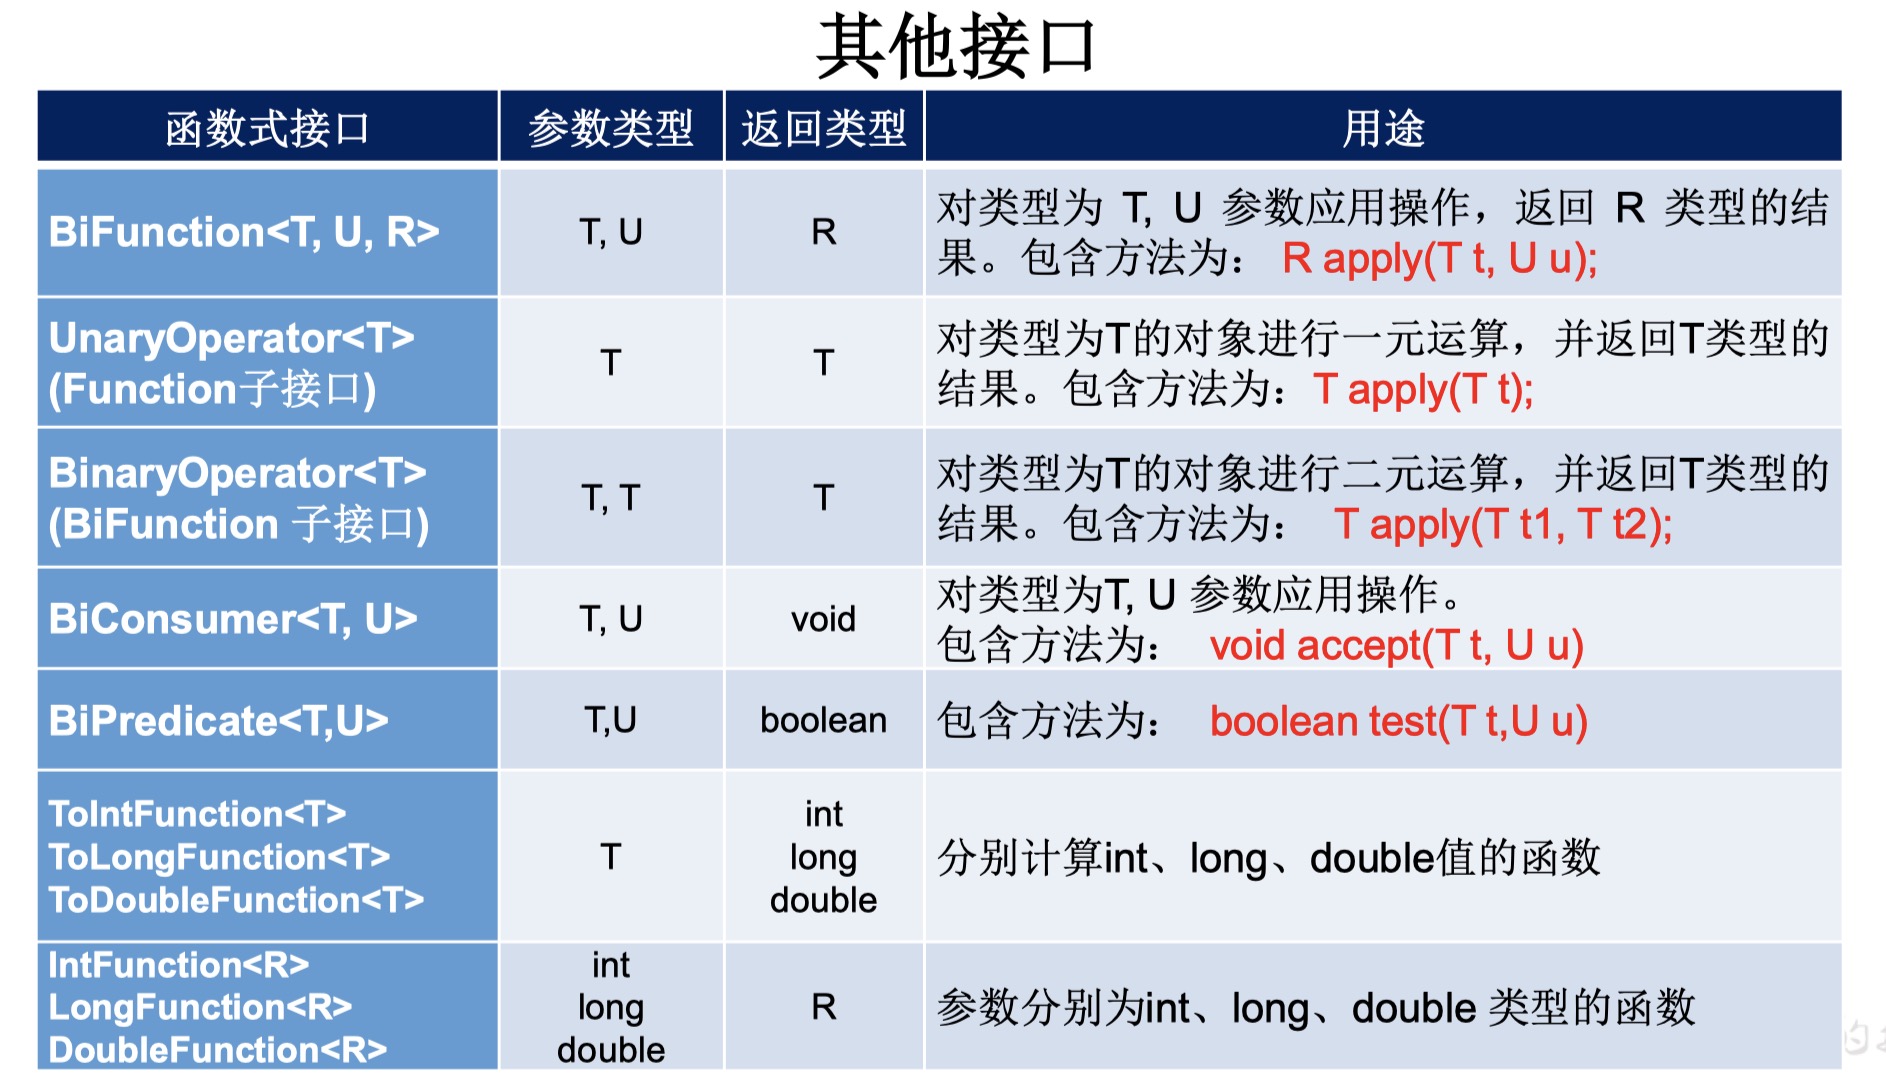 其他接口
函数式接口 参数类型 返回类型 用途
BiFunction<T, U, R> T, U R 对类型为 T, U 参数应用操作，返回 R 类型的结
果。包含方法为： R apply(T t, U u);
UnaryOperator<T>
(Function子接口) T T 对类型为T的对象进行一元运算，并返回T类型的
结果。包含方法为：T apply(T t);
BinaryOperator<T>
(BiFunction 子接口) T, T T 对类型为T的对象进行二元运算，并返回T类型的
结果。包含方法为： T apply(T t1, T t2);
BiConsumer<T, U> T, U void 对类型为T, U 参数应用操作。
包含方法为： void accept(T t, U u)
BiPredicate<T,U> T,U boolean 包含方法为： boolean test(T t,U u)
ToIntFunction<T>
ToLongFunction<T>
ToDoubleFunction<T>
T
int
long
double
分别计算int、long、double值的函数
IntFunction<R>
LongFunction<R>
DoubleFunction<R>
int
long
double
R
参数分别为int、long、double 类型的函数
的